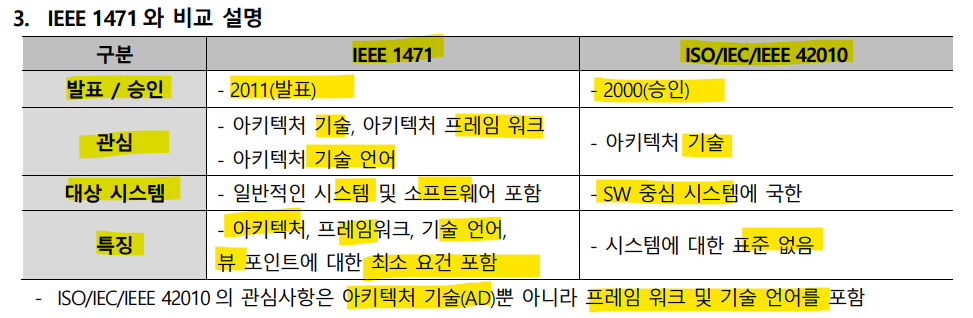 3. IEEE 1471 와 비교 설명
구분 IEEE 1471 ISO/IEC/IEEE 42010
발표 / 승인 - 2011(발표) - 2000(승인)
관심 - 아키텍처 기술, 아키텍처 프레임 워크
- 아키텍처 기술 언어 - 아키텍처 기술
대상 시스템 - 일반적인 시스템 및 소프트웨어 포함 - SW 중심 시스템에 국한
특징 - 아키텍처, 프레임워크, 기술 언어,
뷰 포인트에 대한 최소 요건 포함 - 시스템에 대한 표준 없음
- ISO/IEC/IEEE 42010 의 관심사항은 아키텍처 기술(AD)뿐 아니라 프레임 워크 및 기술 언어를 포함